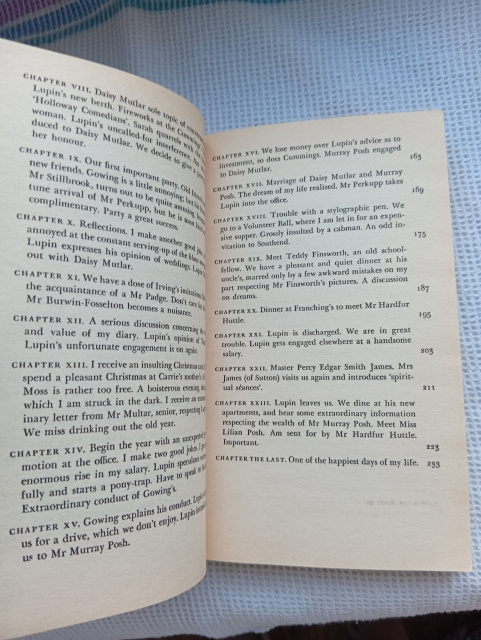 CHAPTER VIII. Daisy Mutlar sole topic of
Lupin's new berth. Fireworks at the
'Holloway Comedians'. Sarah quarrels with the
woman. Lupin's uncalled-for interference.
duced to Daisy Mutlar. We decide to give a
her honour.
CHAPTER IX. Our first important party. Old
new friends. Gowing is a little annoying; but
Mr Stillbrook, turns out to be quite amusing.
tune arrival of Mr Perkupp, but he is most
complimentary. Party a great success.
CHAPTER X. Reflections. I make another good
annoyed at the constant serving-up of the
Lupin expresses his opinion of weddings. Lupin
out with Daisy Mutlar.
CHAPTER XI. We have a dose of Irving's imitations
the acquaintance of a Mr Padge. Don't care for
Mr Burwin-Fosselton becomes a nuisance.
CHAPTER XII. A serious discussion concerning the
and value of my diary. Lupin's opinion of
Lupin's unfortunate engagement is on again.
CHAPTER XIII. I receive an insulting Christmas
spend a pleasant Christmas at Carrie's mother's
Moss is rather too free. A boisterous evening,
which I am struck in the dark. I receive an
inary letter from Mr Multar, senior, respecting
We miss drinking out the old year.
CHAPTER XIV. Begin the year with an unexpected
motion at the office. I make two good jokes. I
enormous rise in my salary. Lupin speculates
fully and starts a pony-trap. Have to speak to
Extraordinary conduct of Gowing's.
CHAPTER XV. Gowing explains his conduct. Lupin
us for a drive, which we don't enjoy. Lupin
us to Mr Murray Posh.
CHAPTER XVI. We lose money over Lupin's advice as to
investment, so does Cummings. Murray Posh engaged
to Daisy Mutlar. 163
CHAPTER XVII. Marriage of Daisy Mutlar and Murray
Posh. The dream of my life realized. Mr Perkupp takes
Lupin into the office. 169
CHAPTER XVIII. Trouble with a stylographic pen. We
go to a Volunteer Ball, where I am let in for an expen-
sive supper. Grossly insulted by a cabman. An odd in-
vitation to Southend. 175
CHAPTER XIX. Meet Teddy Finsworth, an old school-
fellow. We have a pleasant and quiet dinner at his
uncle's, marred only by a few awkward mistakes on my
part respecting Mr Finsworth's pictures. A discussion
on dreams. 187
CHAPTER XX. Dinner at Franching's to meet Mr Hardfur
Huttle. 195
CHAPTER XXI. Lupin is discharged. We are in great
trouble. Lupin gets engaged elsewhere at a handsome
salary. 203
CHAPTER XXII. Master Percy Edgar Smith James. Mrs
James (of Sutton) visits us again and introduces 'spirit-
ual séances'. 211
CHAPTER XXIII. Lupin leaves us. We dine at his new
apartments, and hear some extraordinary information
respecting the wealth of Mr Murray Posh. Meet Miss
Lilian Posh. Am sent for by Mr Hardfur Huttle.
Important. 223
CHAPTER THE LAST. One of the happiest days of my life. 233